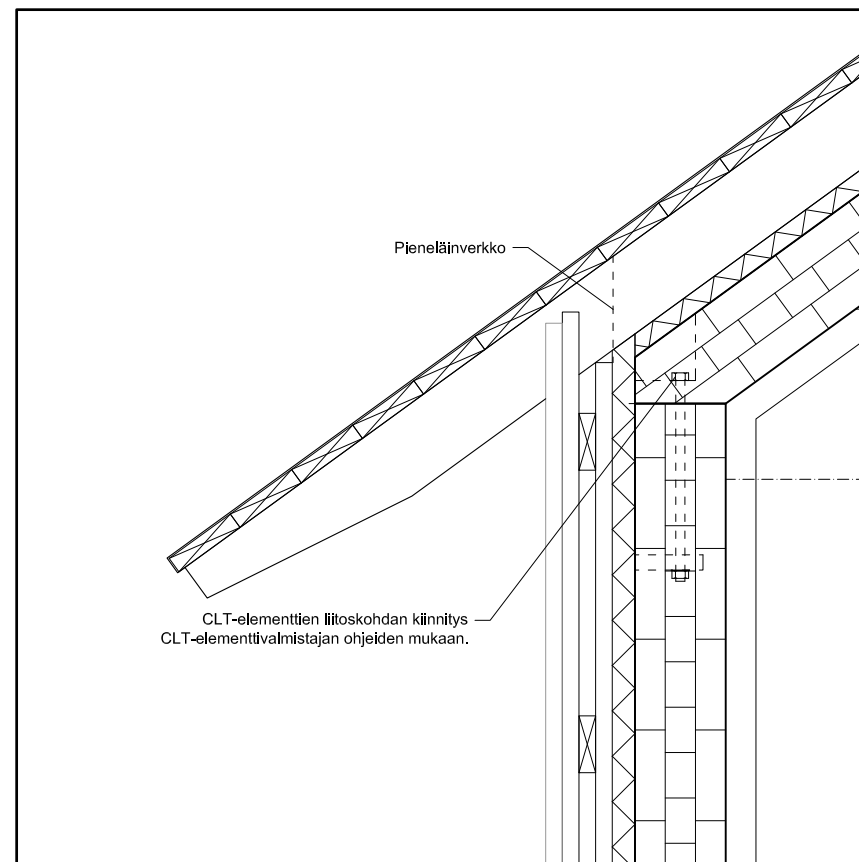 Pieneläinverkko
CLT-elementtien liitoskohdan kiinnitys
CLT-elementtivalmistajan ohjeiden mukaan.